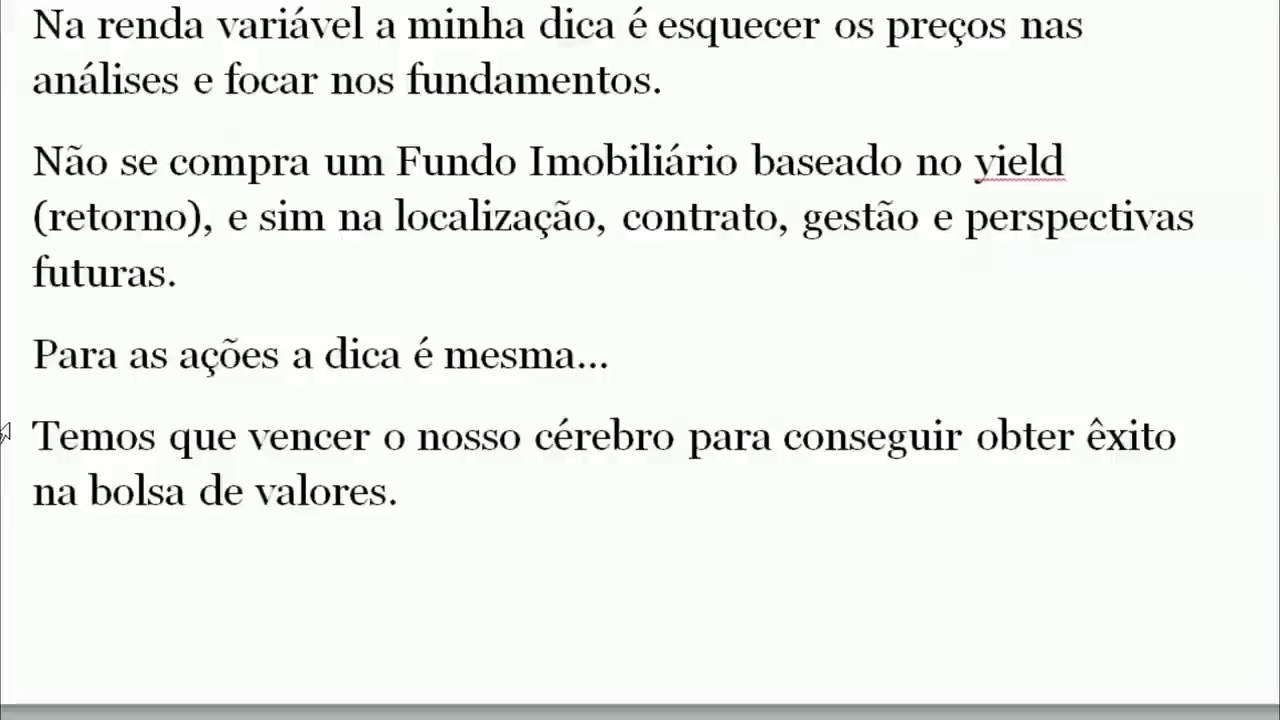 Na renda variável a minha dica é esquecer os preços nas
análises e focar nos fundamentos.
Não se compra um Fundo Imobiliário baseado no yield
(retorno), e sim na localização, contrato, gestão e perspectivas
futuras.
Para as ações a dica é mesma...
Temos que vencer o nosso cérebro para conseguir obter êxito
na bolsa de valores.